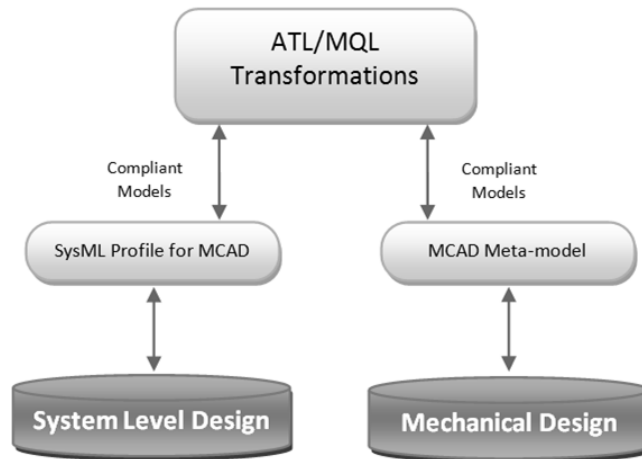 ATL/MQL
Transformations
Compliant
Models
Compliant
Models
SysML Profile for MCAD
MCAD Meta-model
System Level Design
Mechanical Design